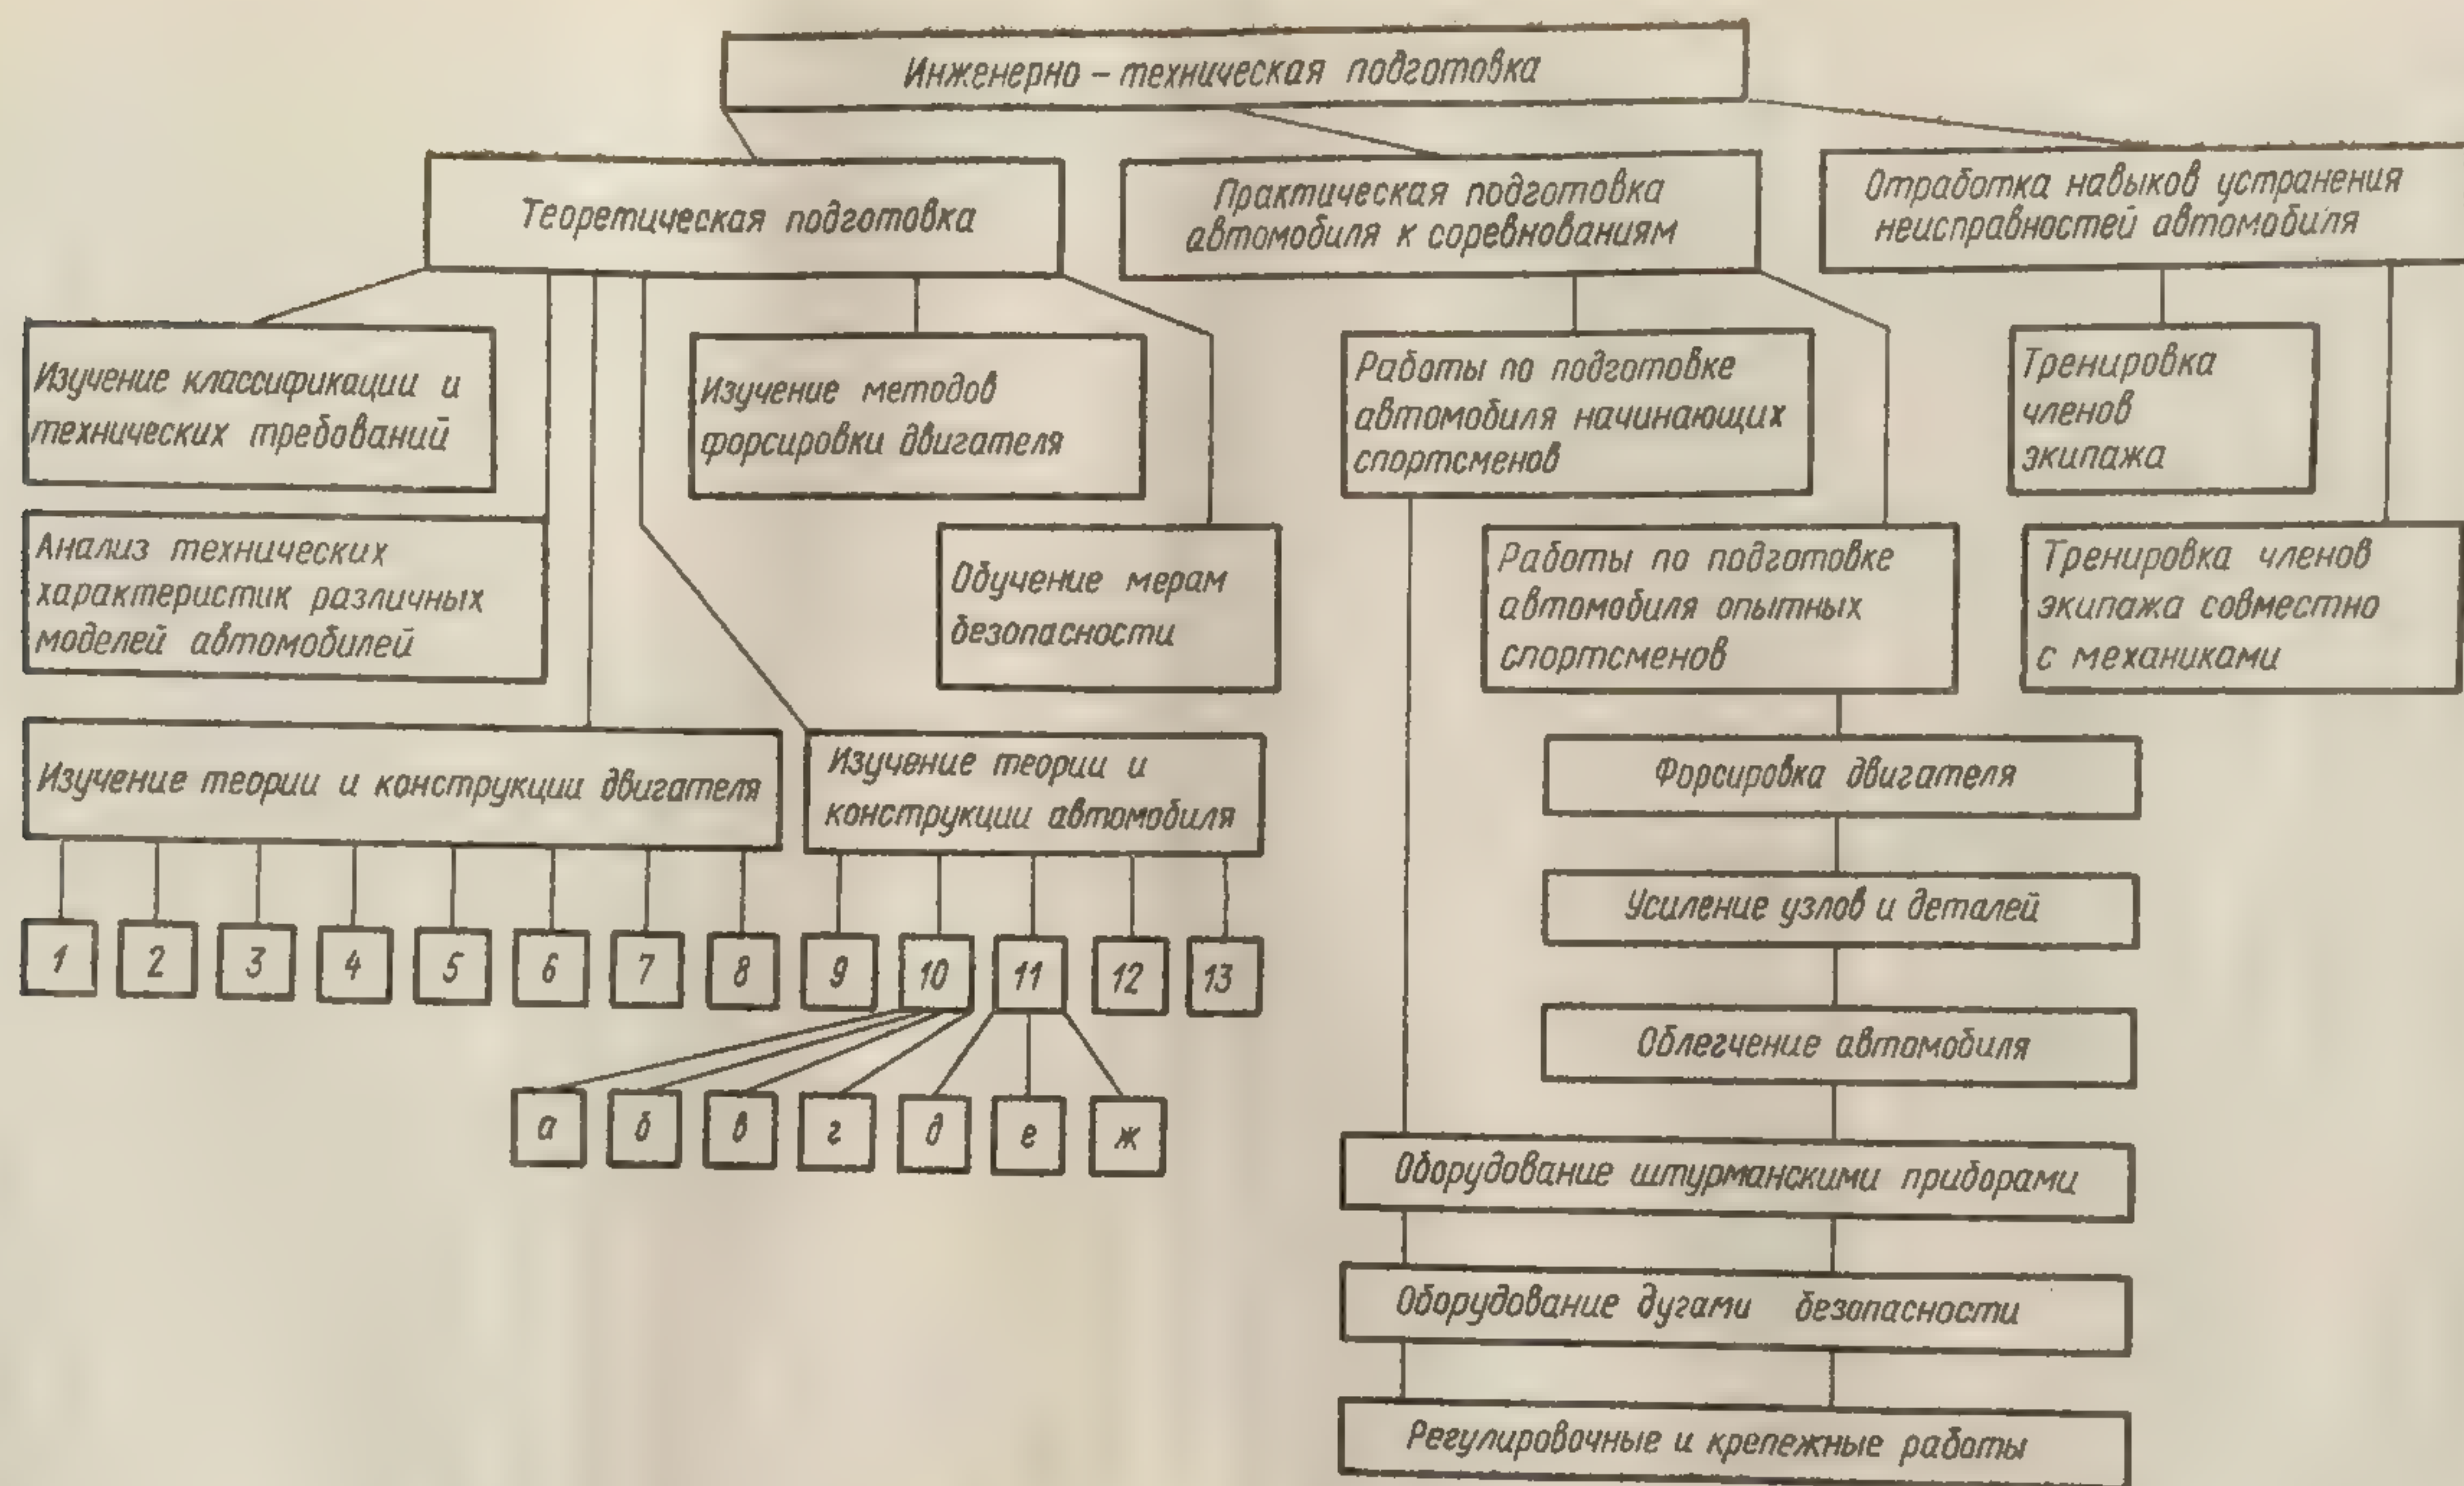 Инженерно – техническая подготовка
Теоретическая подготовка
Практическая подготовка
автомобиля к соревнованиям
Отработка навыков устранения
неисправностей автомобиля
Изучение классификации и
технических требований
Изучение методов
форсировки двигателя
Работы по подготовке
автомобиля начинающих
спортсменов
Тренировка
членов
экипажа
Анализ технических
характеристик различных
моделей автомобилей
Обучение мерам
безопасности
Работы по подготовке
автомобиля опытных
спортсменов
Тренировка членов
экипажа совместно
с механиками
Изучение теории и конструкции двигателя
Изучение теории и
конструкции автомобиля
Форсировка двигателя
Усиление узлов и деталей
1 2 3 4 5 6 7 8 9 10 11 12 13
Облегчение автомобиля
а б в г д е ж
Оборудование штурманскими приборами
Оборудование дугами безопасности
Регулировочные и крепежные работы